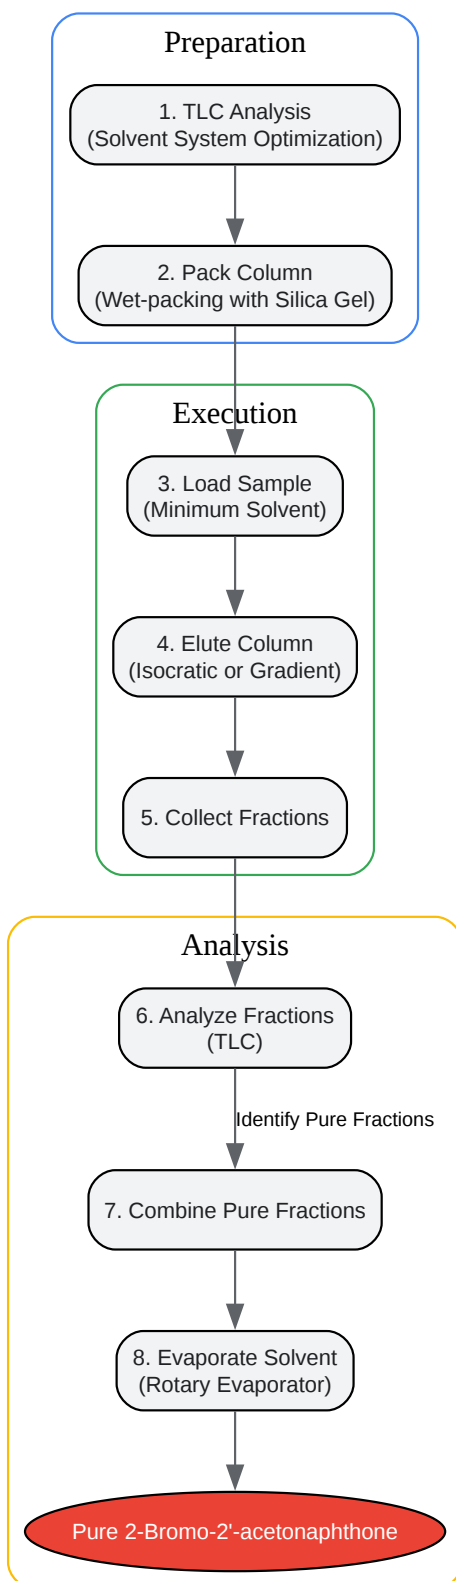 Preparation
1. TLC Analysis
(Solvent System Optimization)
2. Pack Column
(Wet-packing with Silica Gel)
Execution
3. Load Sample
(Minimum Solvent)
4. Elute Column
(Isocratic or Gradient)
5. Collect Fractions
Analysis
6. Analyze Fractions
(TLC)
Identify Pure Fractions
7. Combine Pure Fractions
8. Evaporate Solvent
(Rotary Evaporator)
Pure 2-Bromo-2'-acetonaphthone